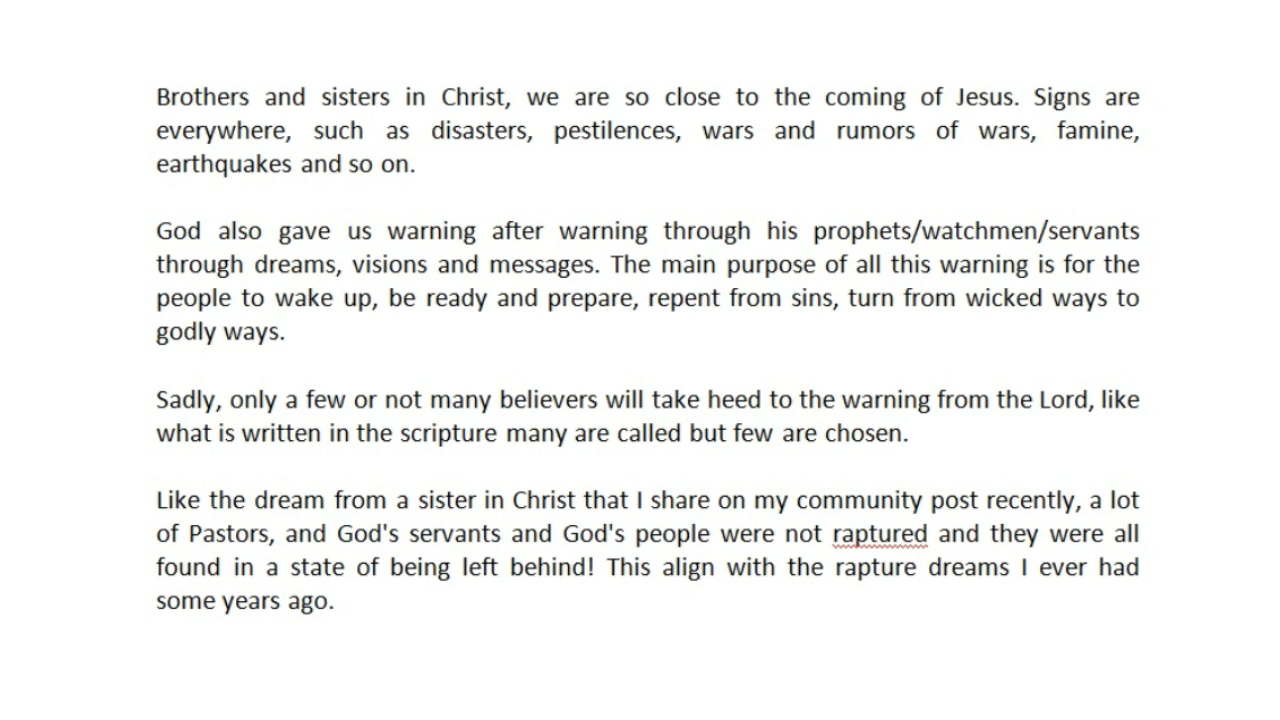 Brothers and sisters in Christ, we are so close to the coming of Jesus. Signs are
everywhere, such as disasters, pestilences, wars and rumors of wars, famine,
earthquakes and so on.
God also gave us warning after warning through his prophets/watchmen/servants
through dreams, visions and messages. The main purpose of all this warning is for the
people to wake up, be ready and prepare, repent from sins, turn from wicked ways to
godly ways.
Sadly, only a few or not many believers will take heed to the warning from the Lord, like
what is written in the scripture many are called but few are chosen.
Like the dream from a sister in Christ that I share on my community post recently, a lot
of Pastors, and God's servants and God's people were not raptured and they were all
found in a state of being left behind! This align with the rapture dreams I ever had
some years ago.